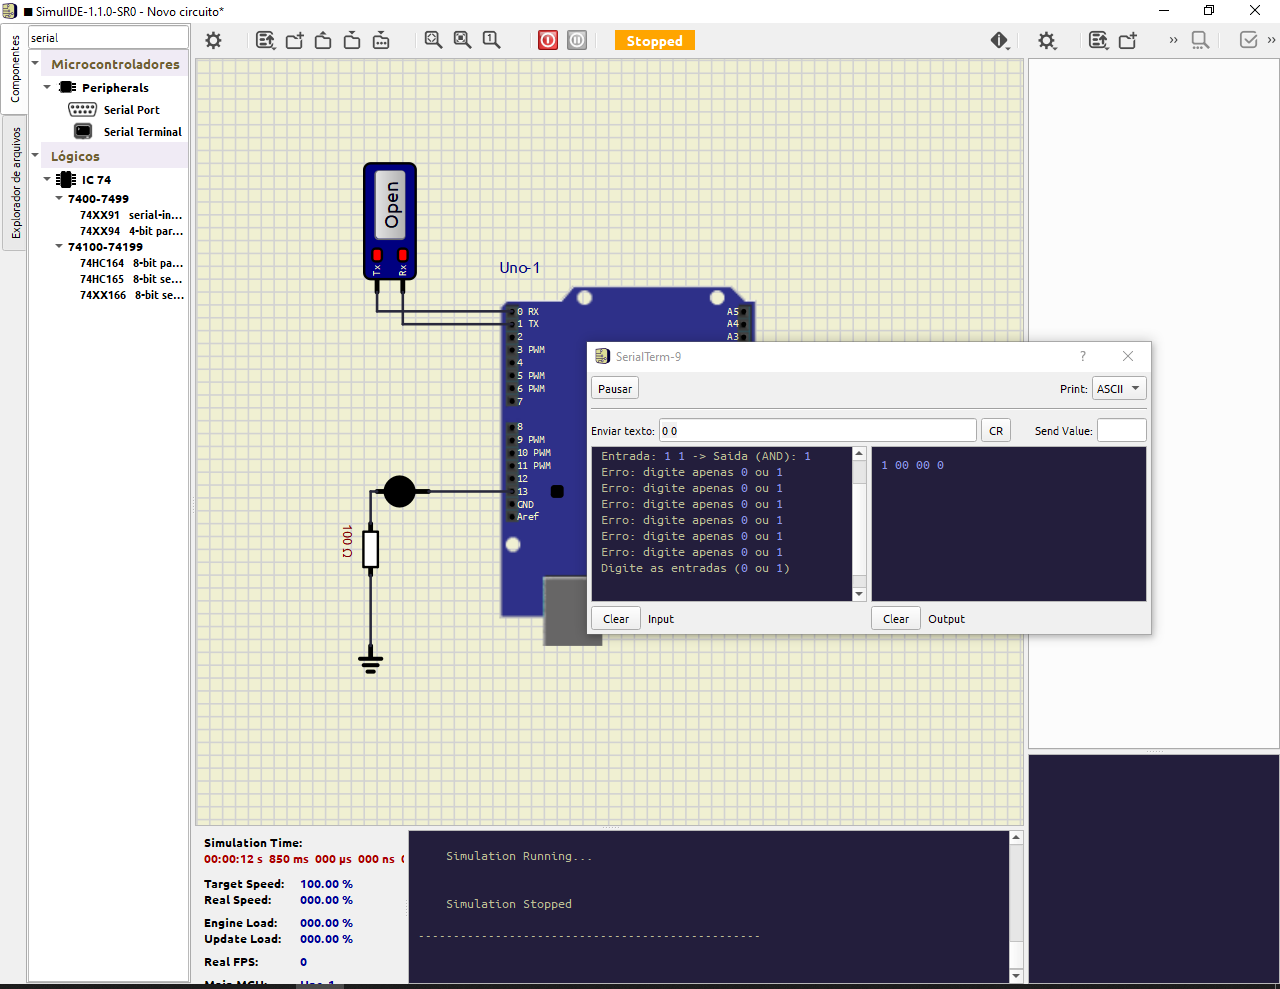 SimulIDE-1.1.0-SR0 - Novo circuito*
Componentes
Explorador de arquivos
serial
Microcontroladores
Peripherals
Serial Port
Serial Terminal
Lógicos
IC 74
7400-7499
74XX91 serial-in...
74XX94 4-bit par...
74100-74199
74HC164 8-bit pa...
74HC165 8-bit se...
74XX166 8-bit se...
1
Stopped
»
»
Open
Tx
Rx
Uno-1
0 RX
1 TX
2
3 PWM
4
5 PWM
6 PWM
7
8
9 PWM
10 PWM
11 PWM
12
13
GND
Aref
A5
A4
A3
100 Ω
SerialTerm-9
?
Pausar
Print: ASCII
Enviar texto: 0 0
CR
Send Value:
Entrada: 1 1 -> Saida (AND): 1
Erro: digite apenas 0 ou 1
Erro: digite apenas 0 ou 1
Erro: digite apenas 0 ou 1
Erro: digite apenas 0 ou 1
Erro: digite apenas 0 ou 1
Erro: digite apenas 0 ou 1
Digite as entradas (0 ou 1)
1 00 00 0
Clear Input
Clear Output
Simulation Time:
00:00:12 s 850 ms 000 µs 000 ns
Target Speed: 100.00 %
Real Speed: 000.00 %
Engine Load: 000.00 %
Update Load: 000.00 %
Real FPS: 0
Simulation Running...
Simulation Stopped
-------------------------------------------------